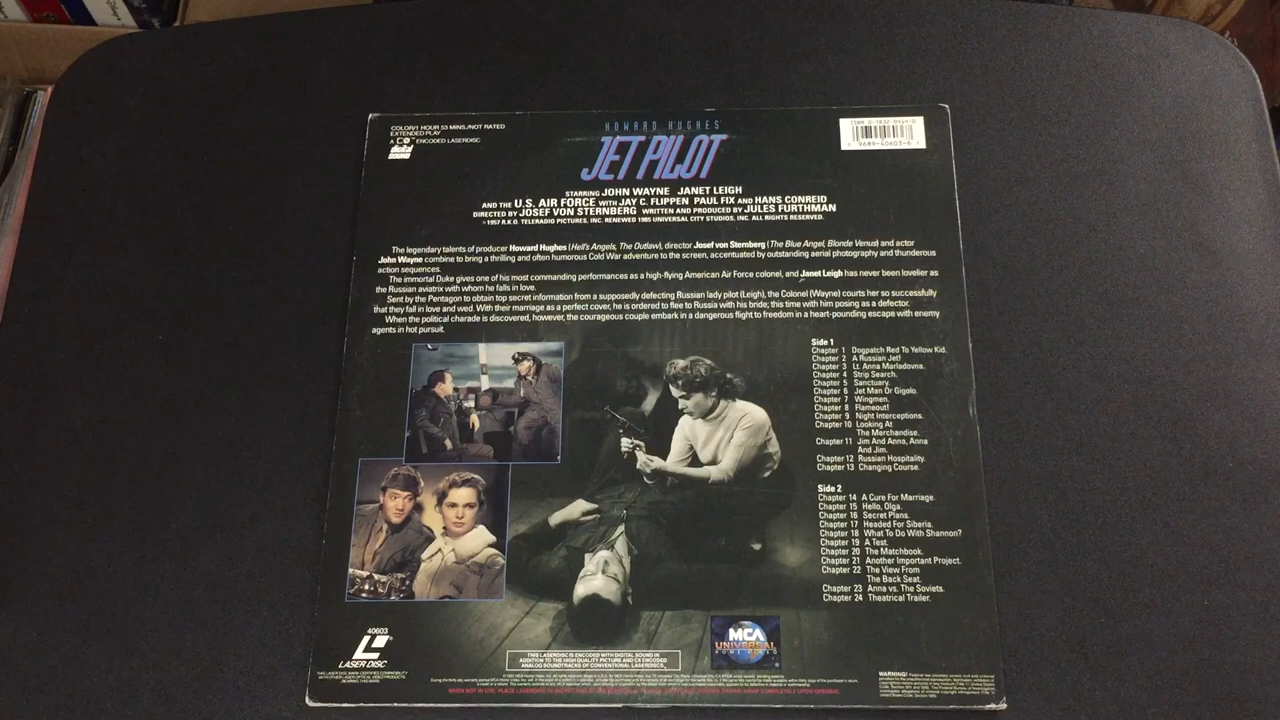 COLOR/1 HOUR 53 MINS./NOT RATED
EXTENDED PLAY
A CX™ ENCODED LASERDISC
digital
SOUND
HOWARD HUGHES'
JET PILOT
STARRING JOHN WAYNE JANET LEIGH
AND THE U.S. AIR FORCE WITH JAY C. FLIPPEN PAUL FIX AND HANS CONREID
DIRECTED BY JOSEF VON STERNBERG WRITTEN AND PRODUCED BY JULES FURTHMAN
©1957 R.K.O. TELERADIO PICTURES, INC. RENEWED 1985 UNIVERSAL CITY STUDIOS, INC. ALL RIGHTS RESERVED.
9689-40603-6
The legendary talents of producer Howard Hughes (Hell's Angels, The Outlaw), director Josef von Sternberg (The Blue Angel, Blonde Venus) and actor
John Wayne combine to bring a thrilling and often humorous Cold War adventure to the screen, accentuated by outstanding aerial photography and thunderous
action sequences.
The immortal Duke gives one of his most commanding performances as a high-flying American Air Force colonel, and Janet Leigh has never been lovelier as
the Russian aviatrix with whom he falls in love.
Sent by the Pentagon to obtain top secret information from a supposedly defecting Russian lady pilot (Leigh), the Colonel (Wayne) courts her so successfully
that they fall in love and wed. With their marriage as a perfect cover, he is ordered to flee to Russia with his bride; this time with him posing as a defector.
When the political charade is discovered, however, the courageous couple embark in a dangerous flight to freedom in a heart-pounding escape with enemy
agents in hot pursuit.
Side 1
Chapter 1 Dogpatch Red To Yellow Kid.
Chapter 2 A Russian Jet!
Chapter 3 Lt. Anna Marladovna.
Chapter 4 Strip Search.
Chapter 5 Sanctuary.
Chapter 6 Jet Man Or Gigolo.
Chapter 7 Wingmen.
Chapter 8 Flameout!
Chapter 9 Night Interceptions.
Chapter 10 Looking At
The Merchandise.
Chapter 11 Jim And Anna, Anna
And Jim.
Chapter 12 Russian Hospitality.
Chapter 13 Changing Course.
Side 2
Chapter 14 A Cure For Marriage.
Chapter 15 Hello, Olga.
Chapter 16 Secret Plans.
Chapter 17 Headed For Siberia.
Chapter 18 What To Do With Shannon?
Chapter 19 A Test.
Chapter 20 The Matchbook.
Chapter 21 Another Important Project.
Chapter 22 The View From
The Back Seat.
Chapter 23 Anna vs. The Soviets.
Chapter 24 Theatrical Trailer.
40603
LASER DISC
THIS LASERDISC IS ENCODED WITH DIGITAL SOUND IN
ADDITION TO THE HIGH QUALITY PICTURE AND CX ENCODED
ANALOG SOUNDTRACKS OF CONVENTIONAL LASERDISCS.
MCA
UNIVERSAL
HOME VIDEO